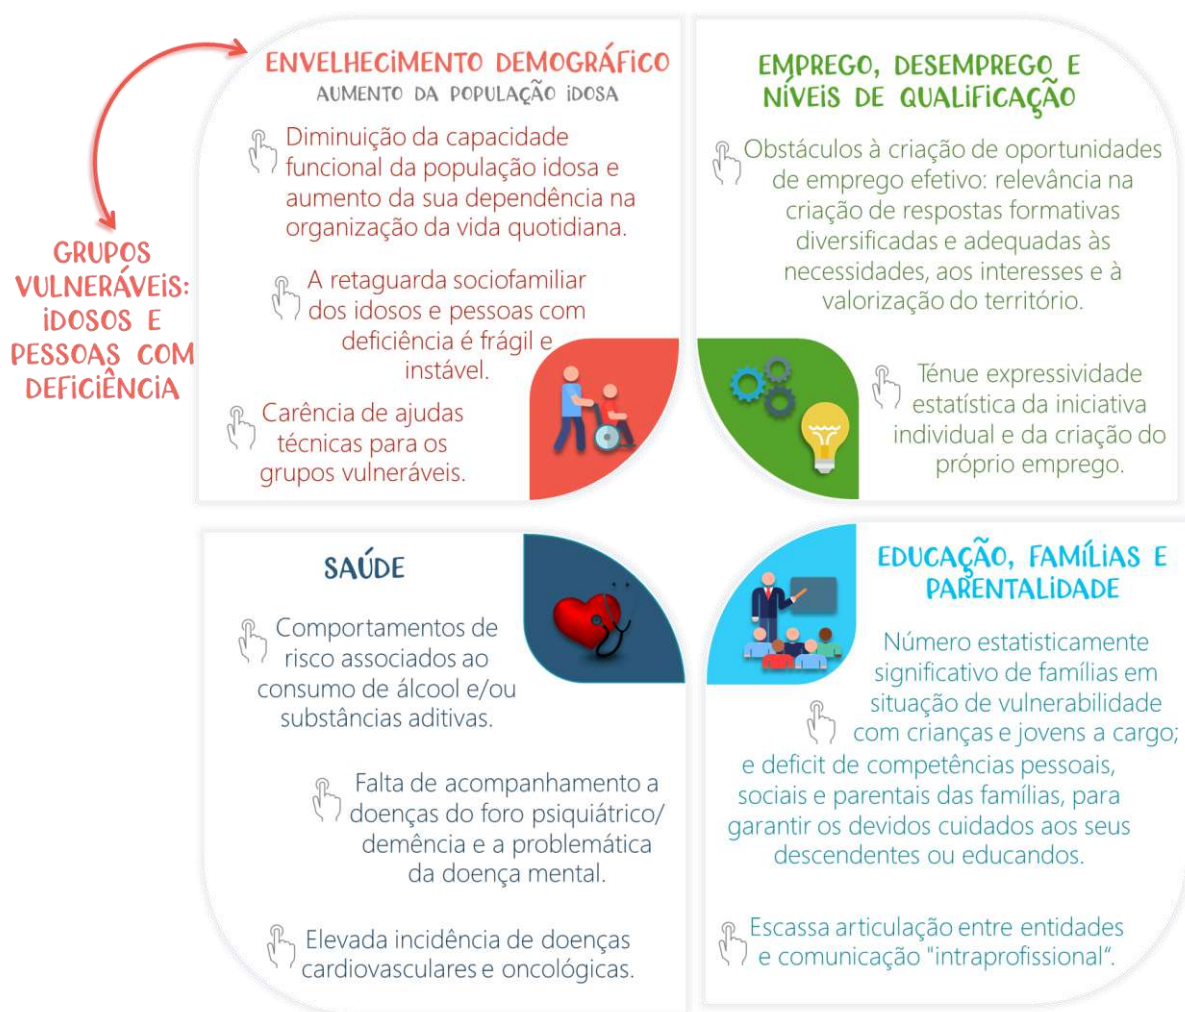 GRUPOS
VULNERÁVEIS:
IDOSOS E
PESSOAS COM
DEFICIÊNCIA
ENVELHECIMENTO DEMOGRÁFICO
AUMENTO DA POPULAÇÃO IDOSA
Diminuição da capacidade
funcional da população idosa e
aumento da sua dependência na
organização da vida quotidiana.
A retaguarda sociofamiliar
dos idosos e pessoas com
deficiência é frágil e
instável.
Carência de ajudas
técnicas para os
grupos vulneráveis.
EMPREGO, DESEMPREGO E
NÍVEIS DE QUALIFICAÇÃO
Obstáculos à criação de oportunidades
de emprego efetivo: relevância na
criação de respostas formativas
diversificadas e adequadas às
necessidades, aos interesses e à
valorização do território.
Ténue expressividade
estatística da iniciativa
individual e da criação do
próprio emprego.
SAÚDE
Comportamentos de
risco associados ao
consumo de álcool e/ou
substâncias aditivas.
Falta de acompanhamento a
doenças do foro psiquiátrico/
demência e a problemática
da doença mental.
Elevada incidência de doenças
cardiovasculares e oncológicas.
EDUCAÇÃO, FAMÍLIAS E
PARENTALIDADE
Número estatisticamente
significativo de famílias em
situação de vulnerabilidade
com crianças e jovens a cargo;
e deficit de competências pessoais,
sociais e parentais das famílias, para
garantir os devidos cuidados aos seus
descendentes ou educandos.
Escassa articulação entre entidades
e comunicação "intraprofissional“.